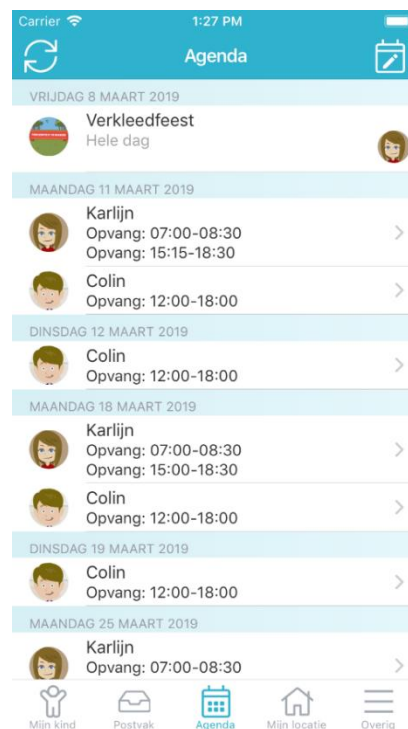 Carrier 1:27 PM
Agenda
VRIJDAG 8 MAART 2019
Verkleedfeest
Hele dag
MAANDAG 11 MAART 2019
Karlijn
Opvang: 07:00-08:30
Opvang: 15:15-18:30
Colin
Opvang: 12:00-18:00
DINSDAG 12 MAART 2019
Colin
Opvang: 12:00-18:00
MAANDAG 18 MAART 2019
Karlijn
Opvang: 07:00-08:30
Opvang: 15:00-18:30
Colin
Opvang: 12:00-18:00
DINSDAG 19 MAART 2019
Colin
Opvang: 12:00-18:00
MAANDAG 25 MAART 2019
Karlijn
Opvang: 07:00-08:30
Mijn kind Postvak Agenda Mijn locatie Overig